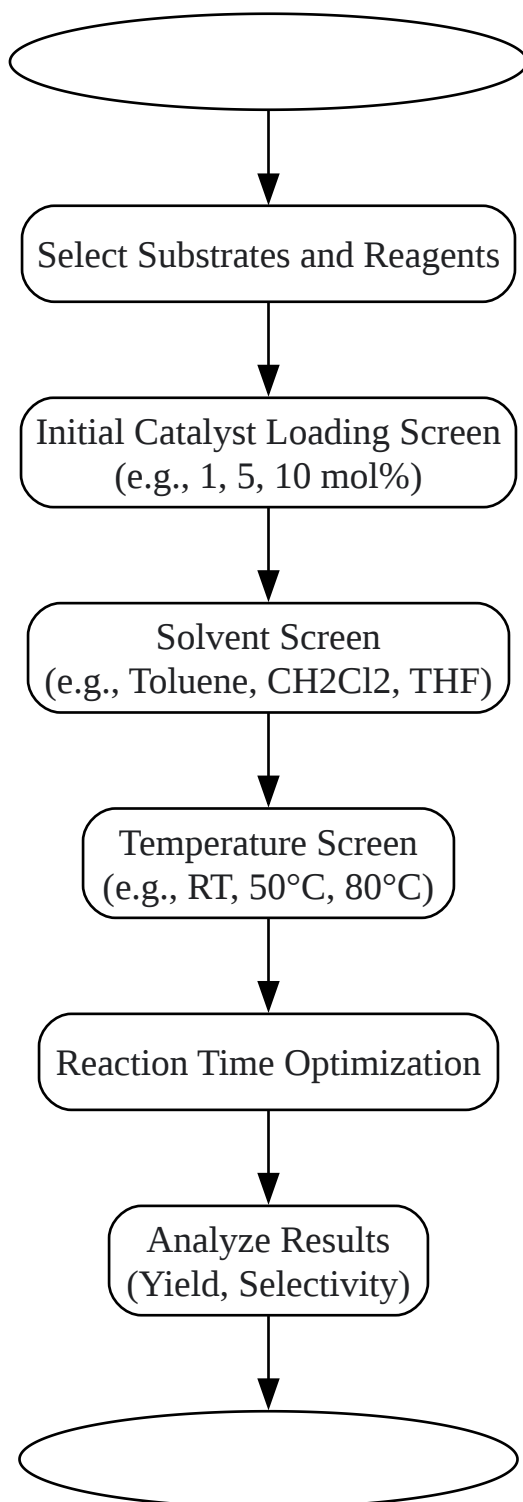 Select Substrates and Reagents
Initial Catalyst Loading Screen
(e.g., 1, 5, 10 mol%)
Solvent Screen
(e.g., Toluene, CH2Cl2, THF)
Temperature Screen
(e.g., RT, 50°C, 80°C)
Reaction Time Optimization
Analyze Results
(Yield, Selectivity)